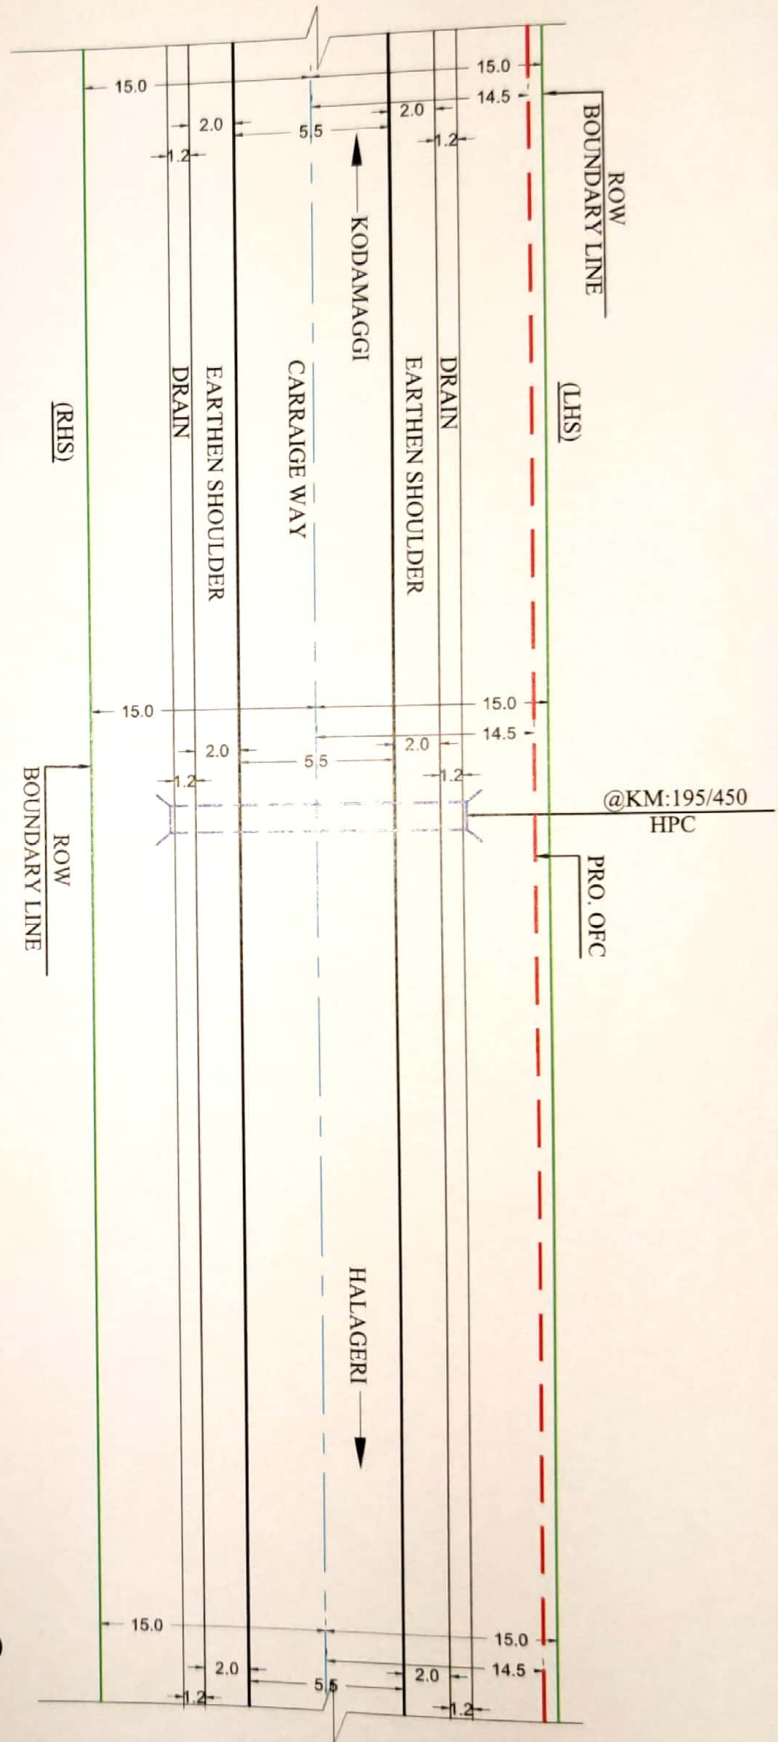 15.0
15.0
14.5
2.0
2.0
5.5
1.2
1.2
ROW
BOUNDARY LINE
KODAMAGGI
(LHS)
DRAIN
EARTHEN SHOULDER
CARRAIGE WAY
EARTHEN SHOULDER
DRAIN
(RHS)
15.0
15.0
14.5
2.0
2.0
5.5
1.2
1.2
@KM:195/450
HPC
ROW
BOUNDARY LINE
PRO. OFC
HALAGERI
15.0
15.0
14.5
2.0
2.0
5.5
1.2
1.2